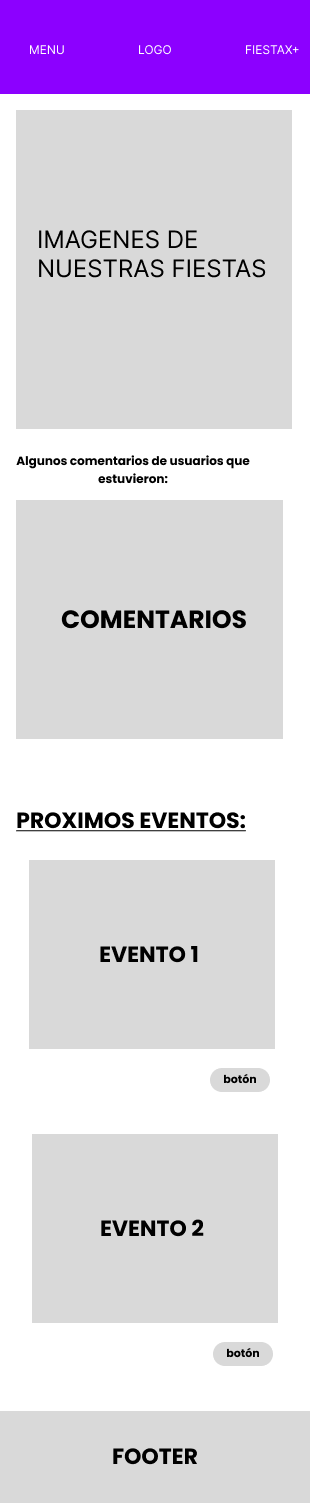 MENU LOGO FIESTAX+
IMAGENES DE
NUESTRAS FIESTAS
Algunos comentarios de usuarios que
estuvieron:
COMENTARIOS
PROXIMOS EVENTOS:
EVENTO 1
botón
EVENTO 2
botón
FOOTER